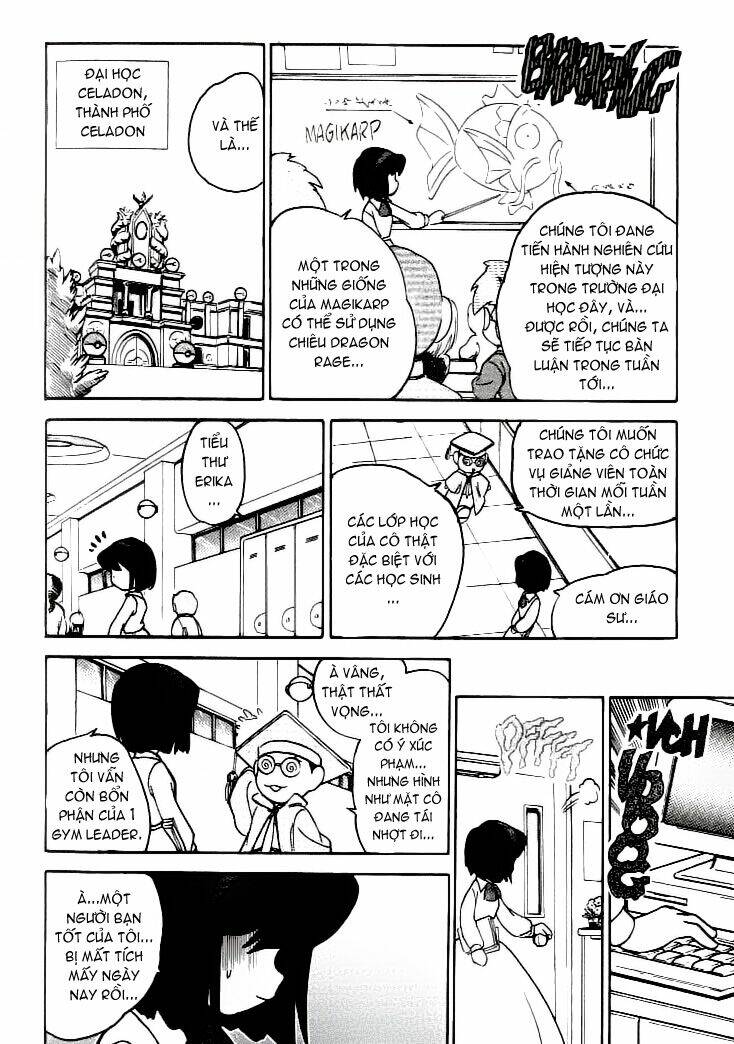 ĐẠI HỌC
CELADON,
THÀNH PHỐ
CELADON
VÀ THẾ
LÀ...
MAGIKARP
MỘT TRONG
NHỮNG GIỐNG
CỦA MAGIKARP
CÓ THỂ SỬ DỤNG
CHIÊU DRAGON
RAGE...
CHÚNG TÔI ĐANG
TIẾN HÀNH NGHIÊN CỨU
HIỆN TƯỢNG NÀY
TRONG TRƯỜNG ĐẠI
HỌC ĐÂY, VÀ...
ĐƯỢC RỒI, CHÚNG TA
SẼ TIẾP TỤC BÀN
LUẬN TRONG TUẦN
TỚI...
TIỂU
THƯ
ERIKA
...
CÁC LỚP HỌC
CỦA CÔ THẬT
ĐẶC BIỆT VỚI
CÁC HỌC SINH
...
CHÚNG TÔI MUỐN
TRAO TẶNG CÔ CHỨC
VỤ GIẢNG VIÊN TOÀN
THỜI GIAN MỖI TUẦN
MỘT LẦN...
CÁM ƠN GIÁO
SƯ...
NHƯNG
TÔI VẪN
CÒN BỔN
PHẬN CỦA 1
GYM LEADER.
À VÂNG,
THẬT THẤT
VỌNG...
TÔI KHÔNG
CÓ Ý XÚC
PHẠM...
NHƯNG HÌNH
NHƯ MẶT CÔ
ĐANG TÁI
NHỢT ĐI...
À...MỘT
NGƯỜI BẠN
TỐT CỦA TÔI...
BỊ MẤT TÍCH
MẤY NGÀY
NAY RỒI...